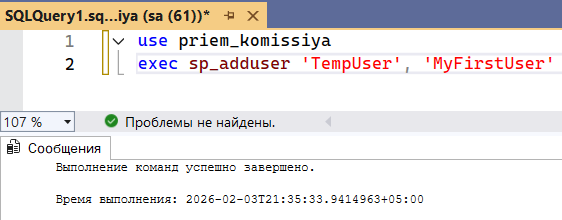 SQLQuery1.sq...iya (sa (61))*
1 use priem_komissiya
2 exec sp_adduser 'TempUser', 'MyFirstUser'
107 % Проблемы не найдены.
Сообщения
Выполнение команд успешно завершено.
Время выполнения: 2026-02-03T21:35:33.9414963+05:00